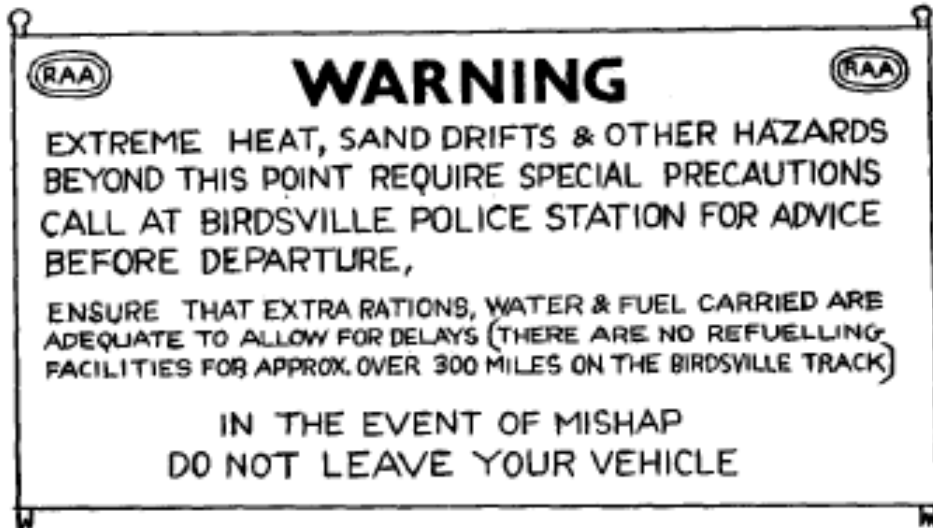 RAA WARNING RAA
EXTREME HEAT, SAND DRIFTS & OTHER HAZARDS
BEYOND THIS POINT REQUIRE SPECIAL PRECAUTIONS
CALL AT BIRDSVILLE POLICE STATION FOR ADVICE
BEFORE DEPARTURE,
ENSURE THAT EXTRA RATIONS, WATER & FUEL CARRIED ARE
ADEQUATE TO ALLOW FOR DELAYS (THERE ARE NO REFUELLING
FACILITIES FOR APPROX. OVER 300 MILES ON THE BIRDSVILLE TRACK)
IN THE EVENT OF MISHAP
DO NOT LEAVE YOUR VEHICLE